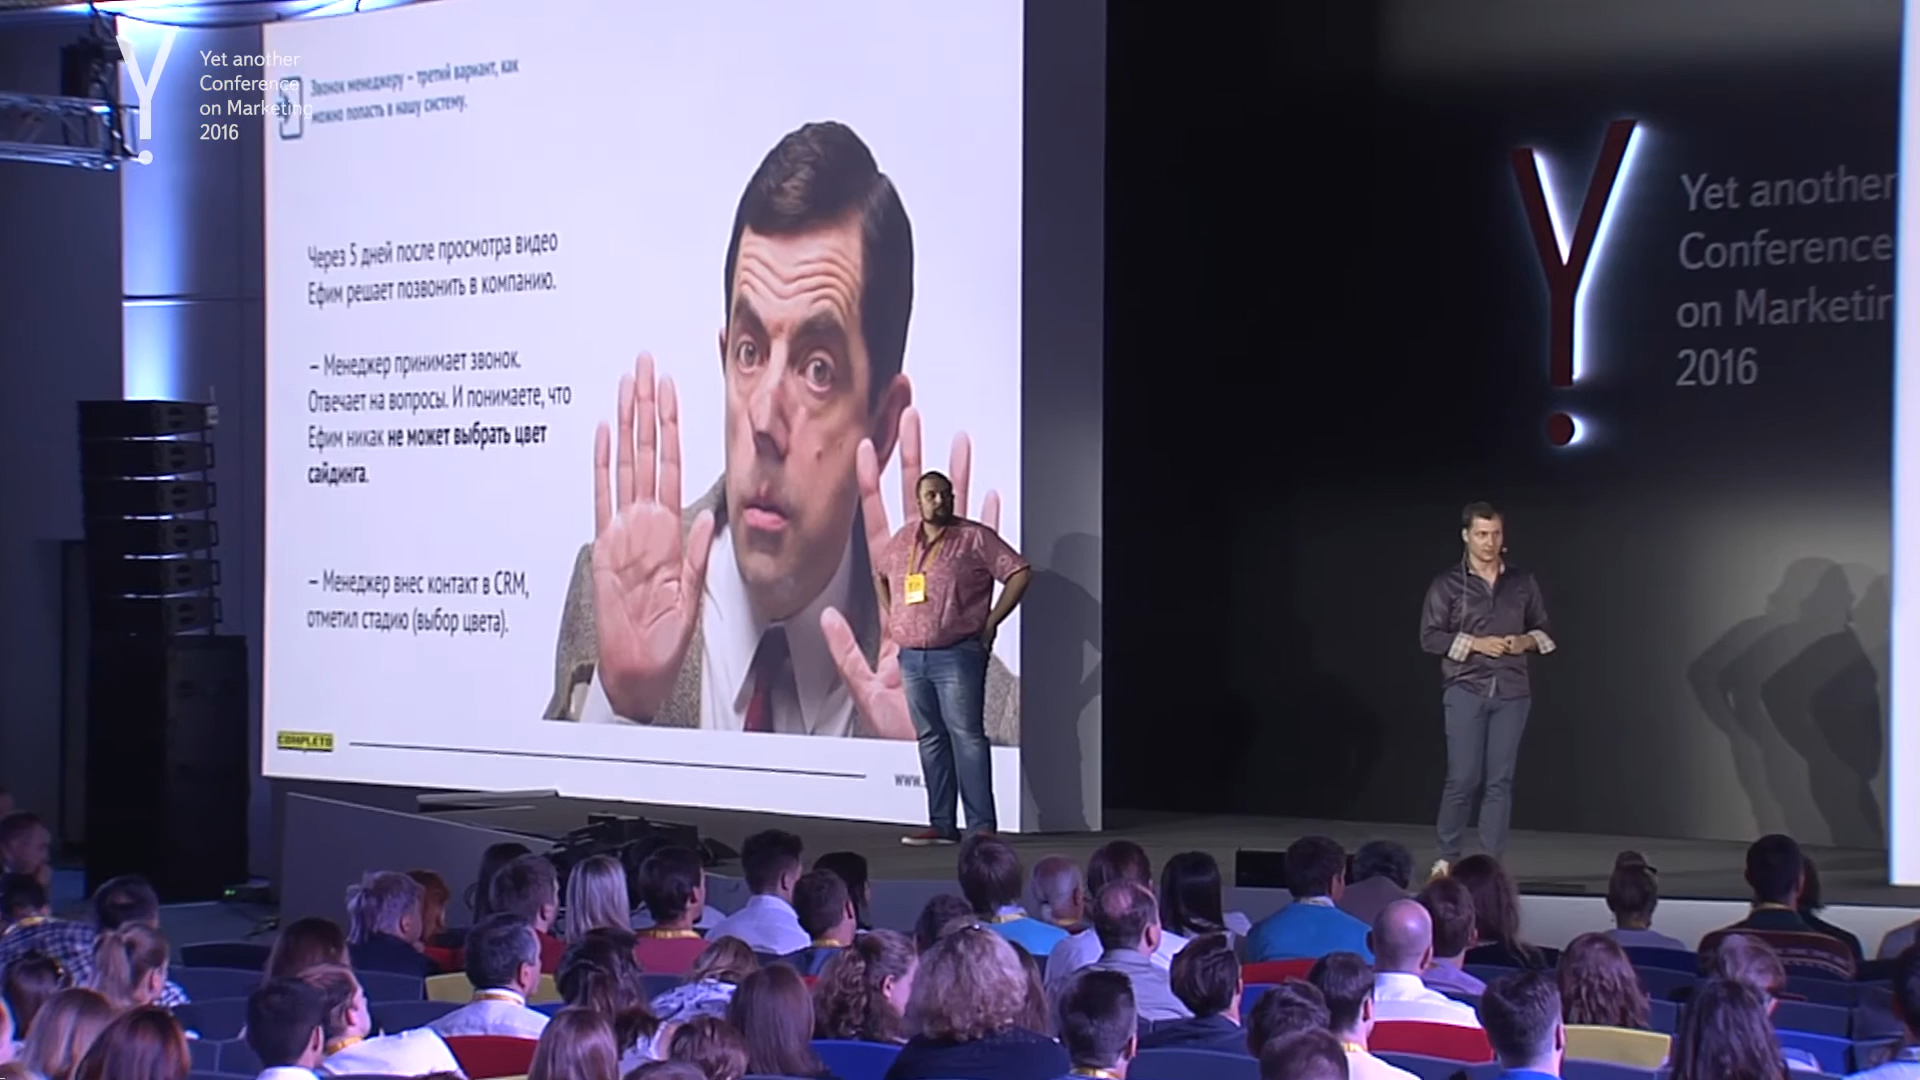 Yet another
Conference
on Marketing
2016
Звонок менеджеру – третий вариант, как
можно попасть в нашу систему.
Через 5 дней после просмотра видео
Ефим решает позвонить в компанию.
– Менеджер принимает звонок.
Отвечает на вопросы. И понимаете, что
Ефим никак не может выбрать цвет
сайдинга.
– Менеджер внес контакт в CRM,
отметил стадию (выбор цвета).
COMPLETO
www.
Yet another
Conference
on Marketin
2016